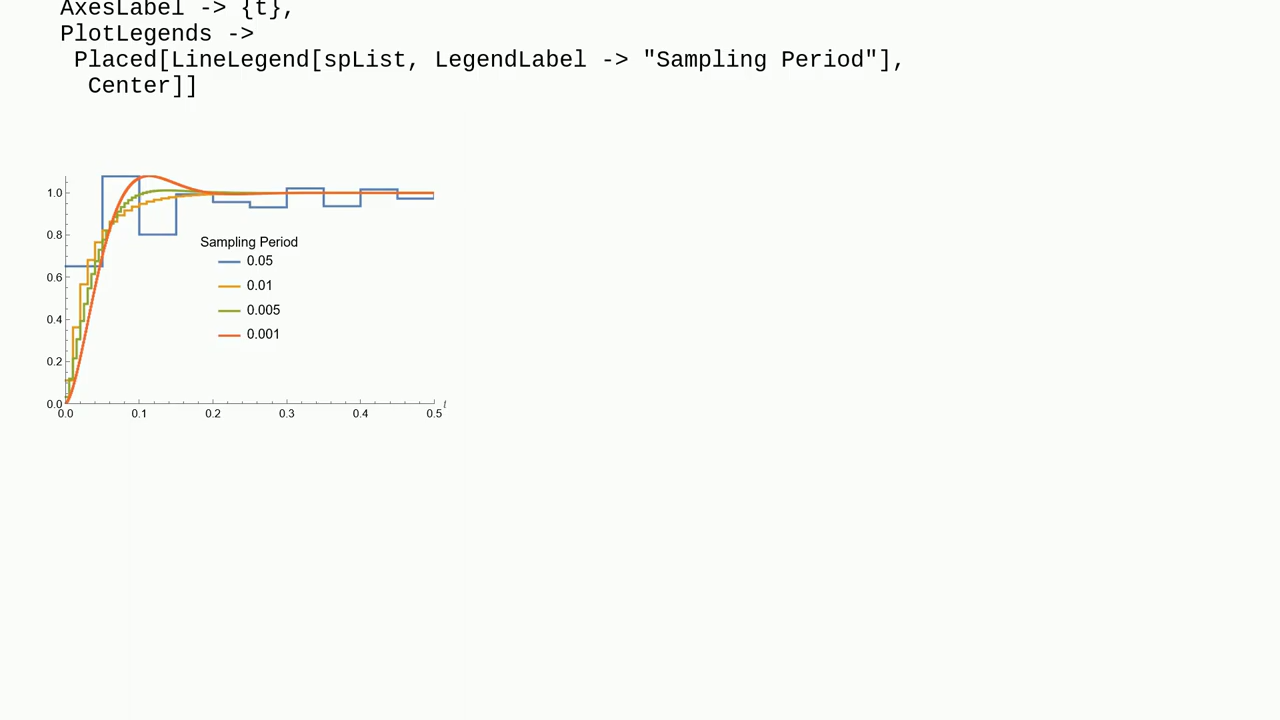 AxesLabel -> {t},
PlotLegends ->
Placed[LineLegend[spList, LegendLabel -> "Sampling Period"],
Center]]
1.0
0.8
0.6
0.4
0.2
0.0
Sampling Period
0.05
0.01
0.005
0.001
0.0 0.1 0.2 0.3 0.4 0.5 t